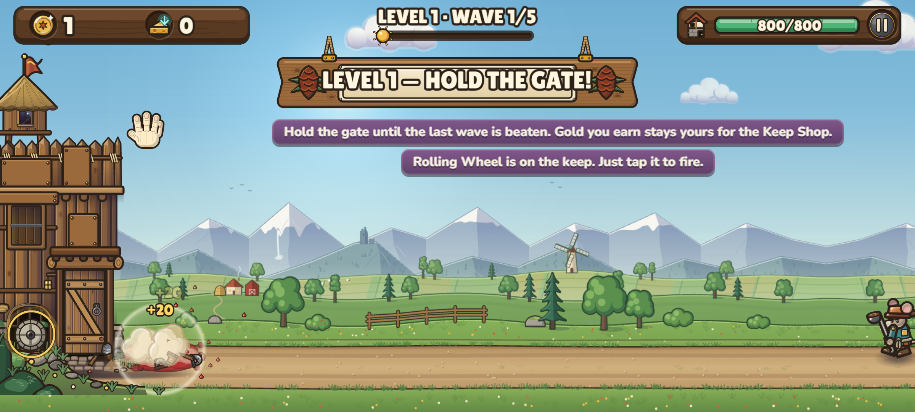 1
0
LEVEL 1 · WAVE 1/5
800/800
LEVEL 1 – HOLD THE GATE!
Hold the gate until the last wave is beaten. Gold you earn stays yours for the Keep Shop.
Rolling Wheel is on the keep. Just tap it to fire.
+20